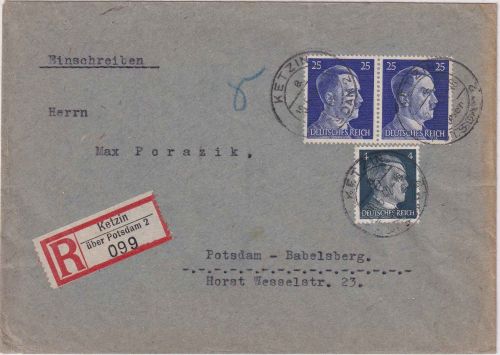 Einschreiben
KETZIN
25
25
DEUTSCHES REICH
DEUTSCHES REICH
4
DEUTSCHES REICH
KETZ
Herrn
Max Porazik,
R
Ketzin
über Potsdam 2
099
Potsdam - Babelsberg.
Horst Wesselstr. 23.